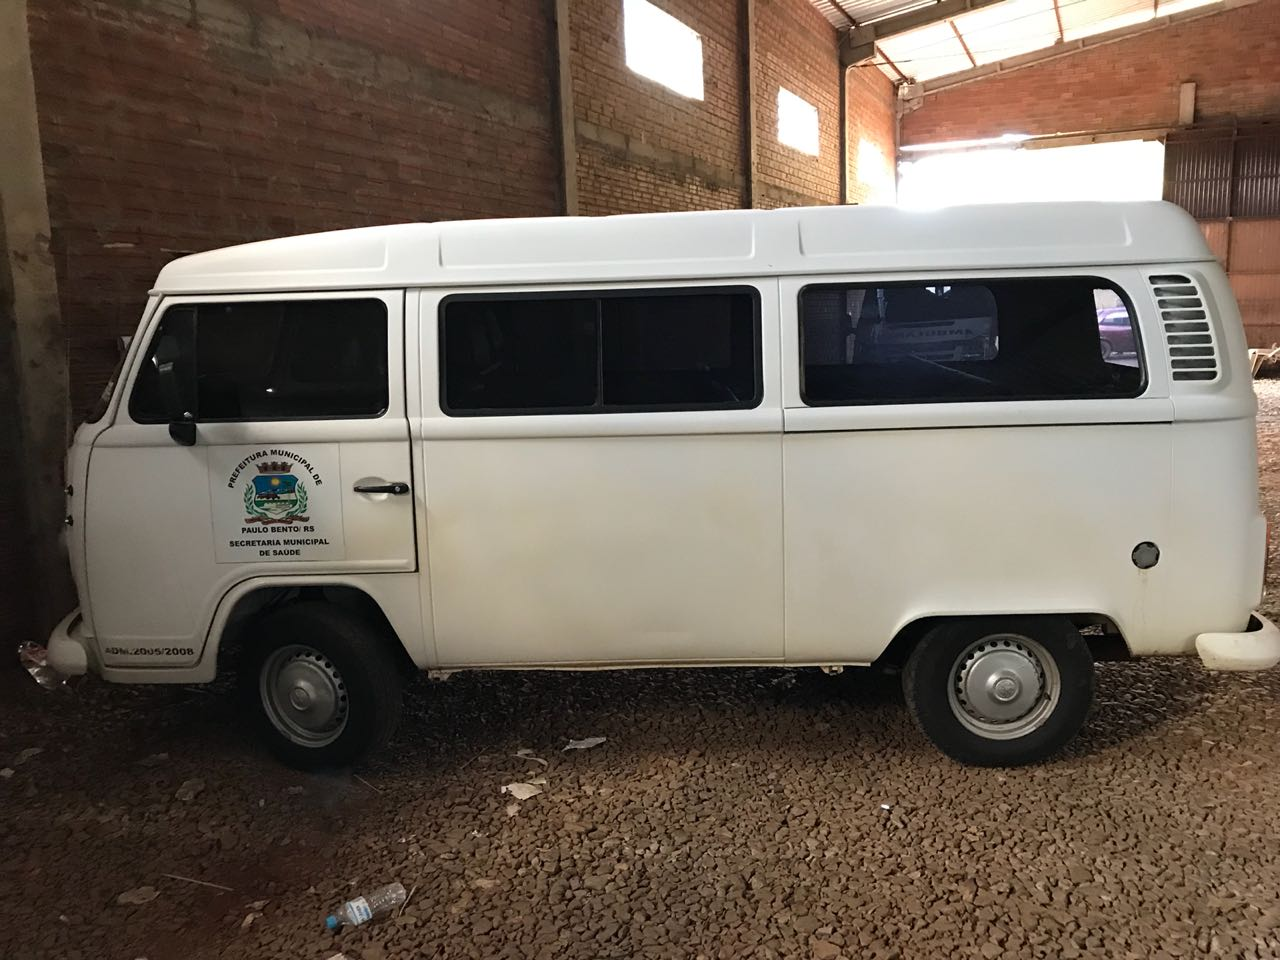 PREFEITURA MUNICIPAL DE
PAULO BENTO/ RS
SECRETARIA MUNICIPAL
DE SAÚDE
ADM.2005/2008